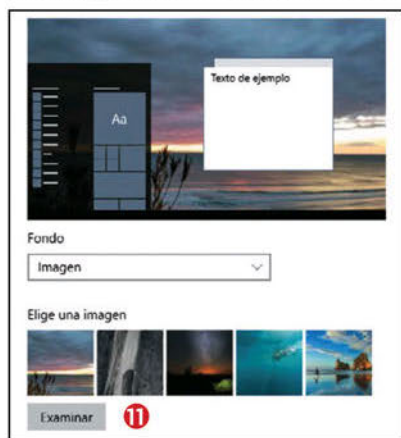 Texto de ejemplo
Aa
Fondo
Imagen
Elige una imagen
Examinar
11